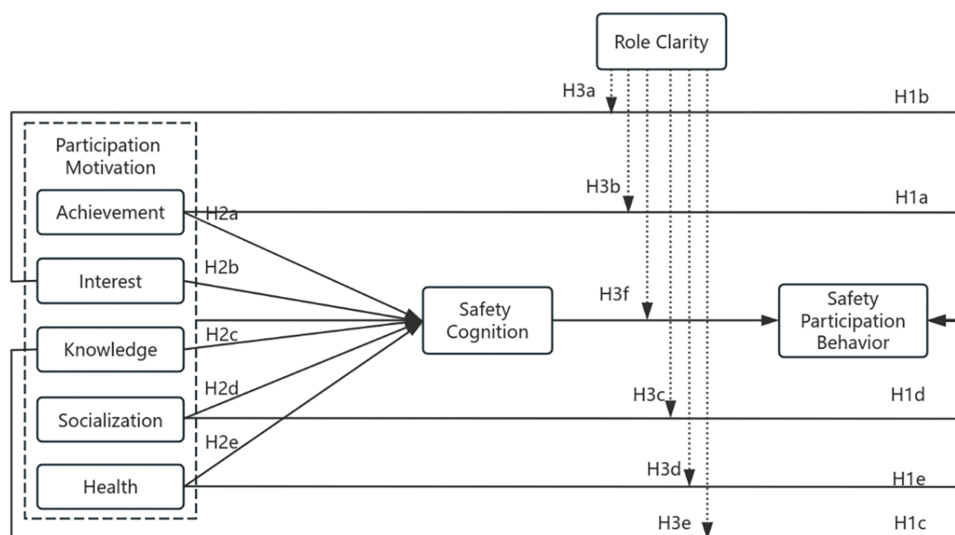 Role Clarity
H3a
H1b
Participation
Motivation
H3b
Achievement
H2a
H1a
Interest
H2b
H3f
Safety
Cognition
Safety
Participation
Behavior
Knowledge
H2c
H2d
H3c
H1d
Socialization
H2e
H3d
H1e
Health
H3e
H1c